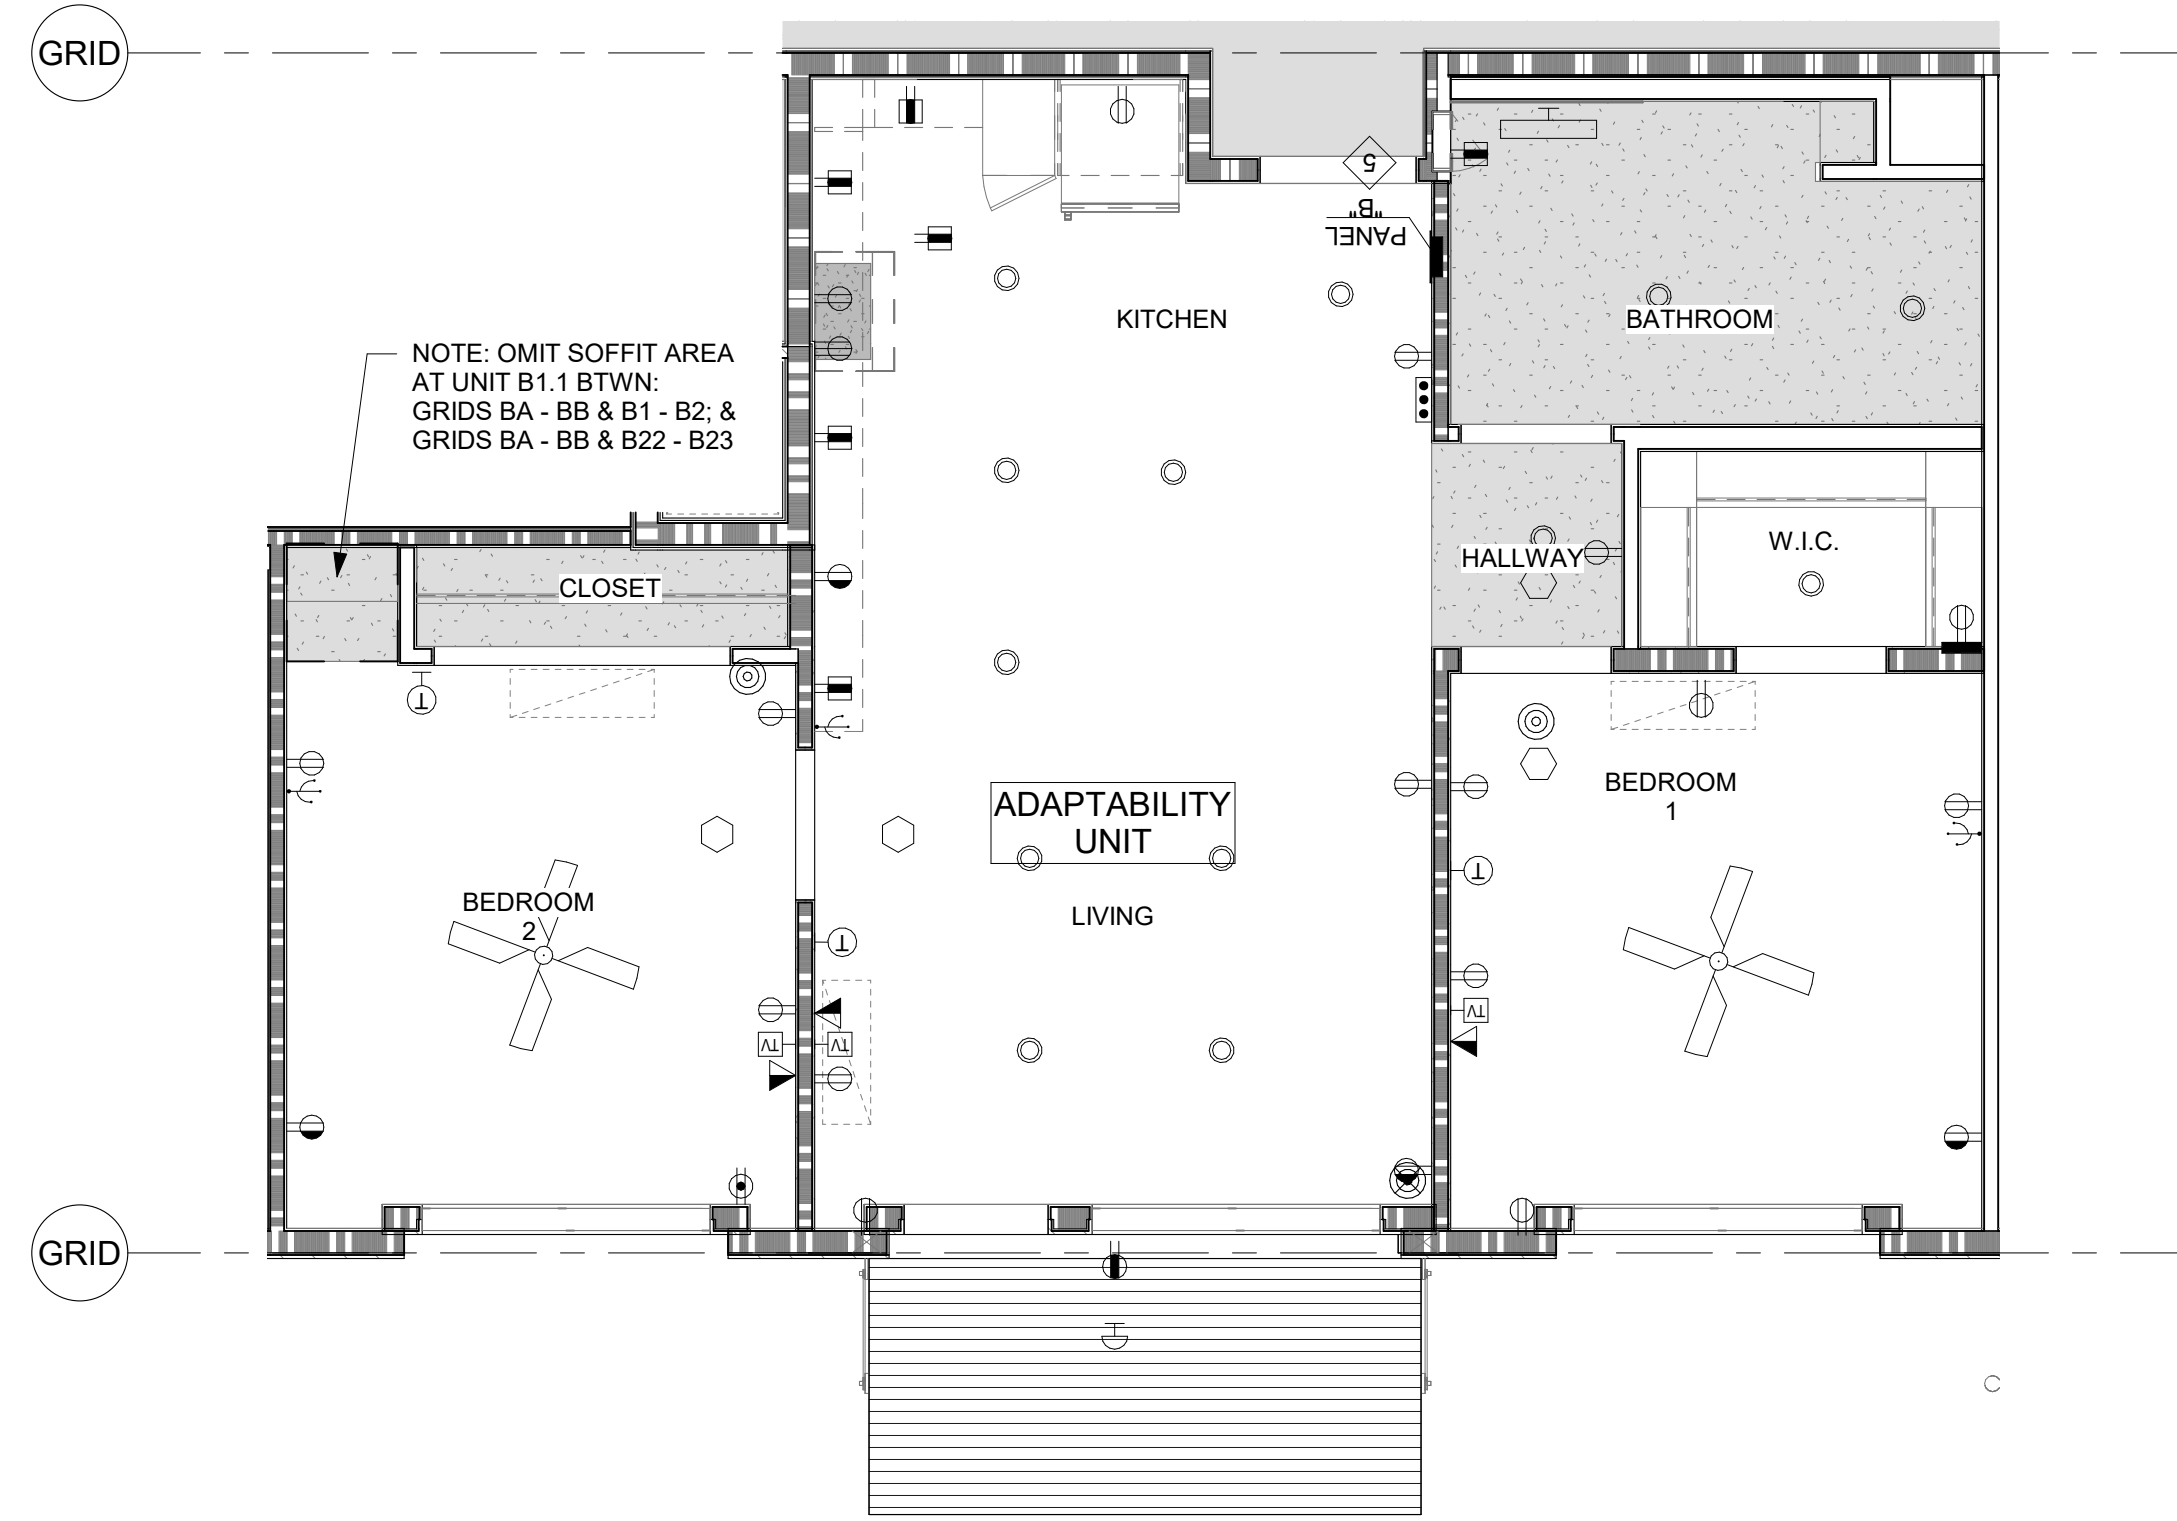 GRID
5
PANEL
"B"
KITCHEN
BATHROOM
NOTE: OMIT SOFFIT AREA
AT UNIT B1.1 BTWN:
GRIDS BA - BB & B1 - B2; &
GRIDS BA - BB & B22 - B23
W.I.C.
HALLWAY
CLOSET
T
BEDROOM
1
ADAPTABILITY
UNIT
T
BEDROOM
2
LIVING
T
TV
TV
TV
GRID